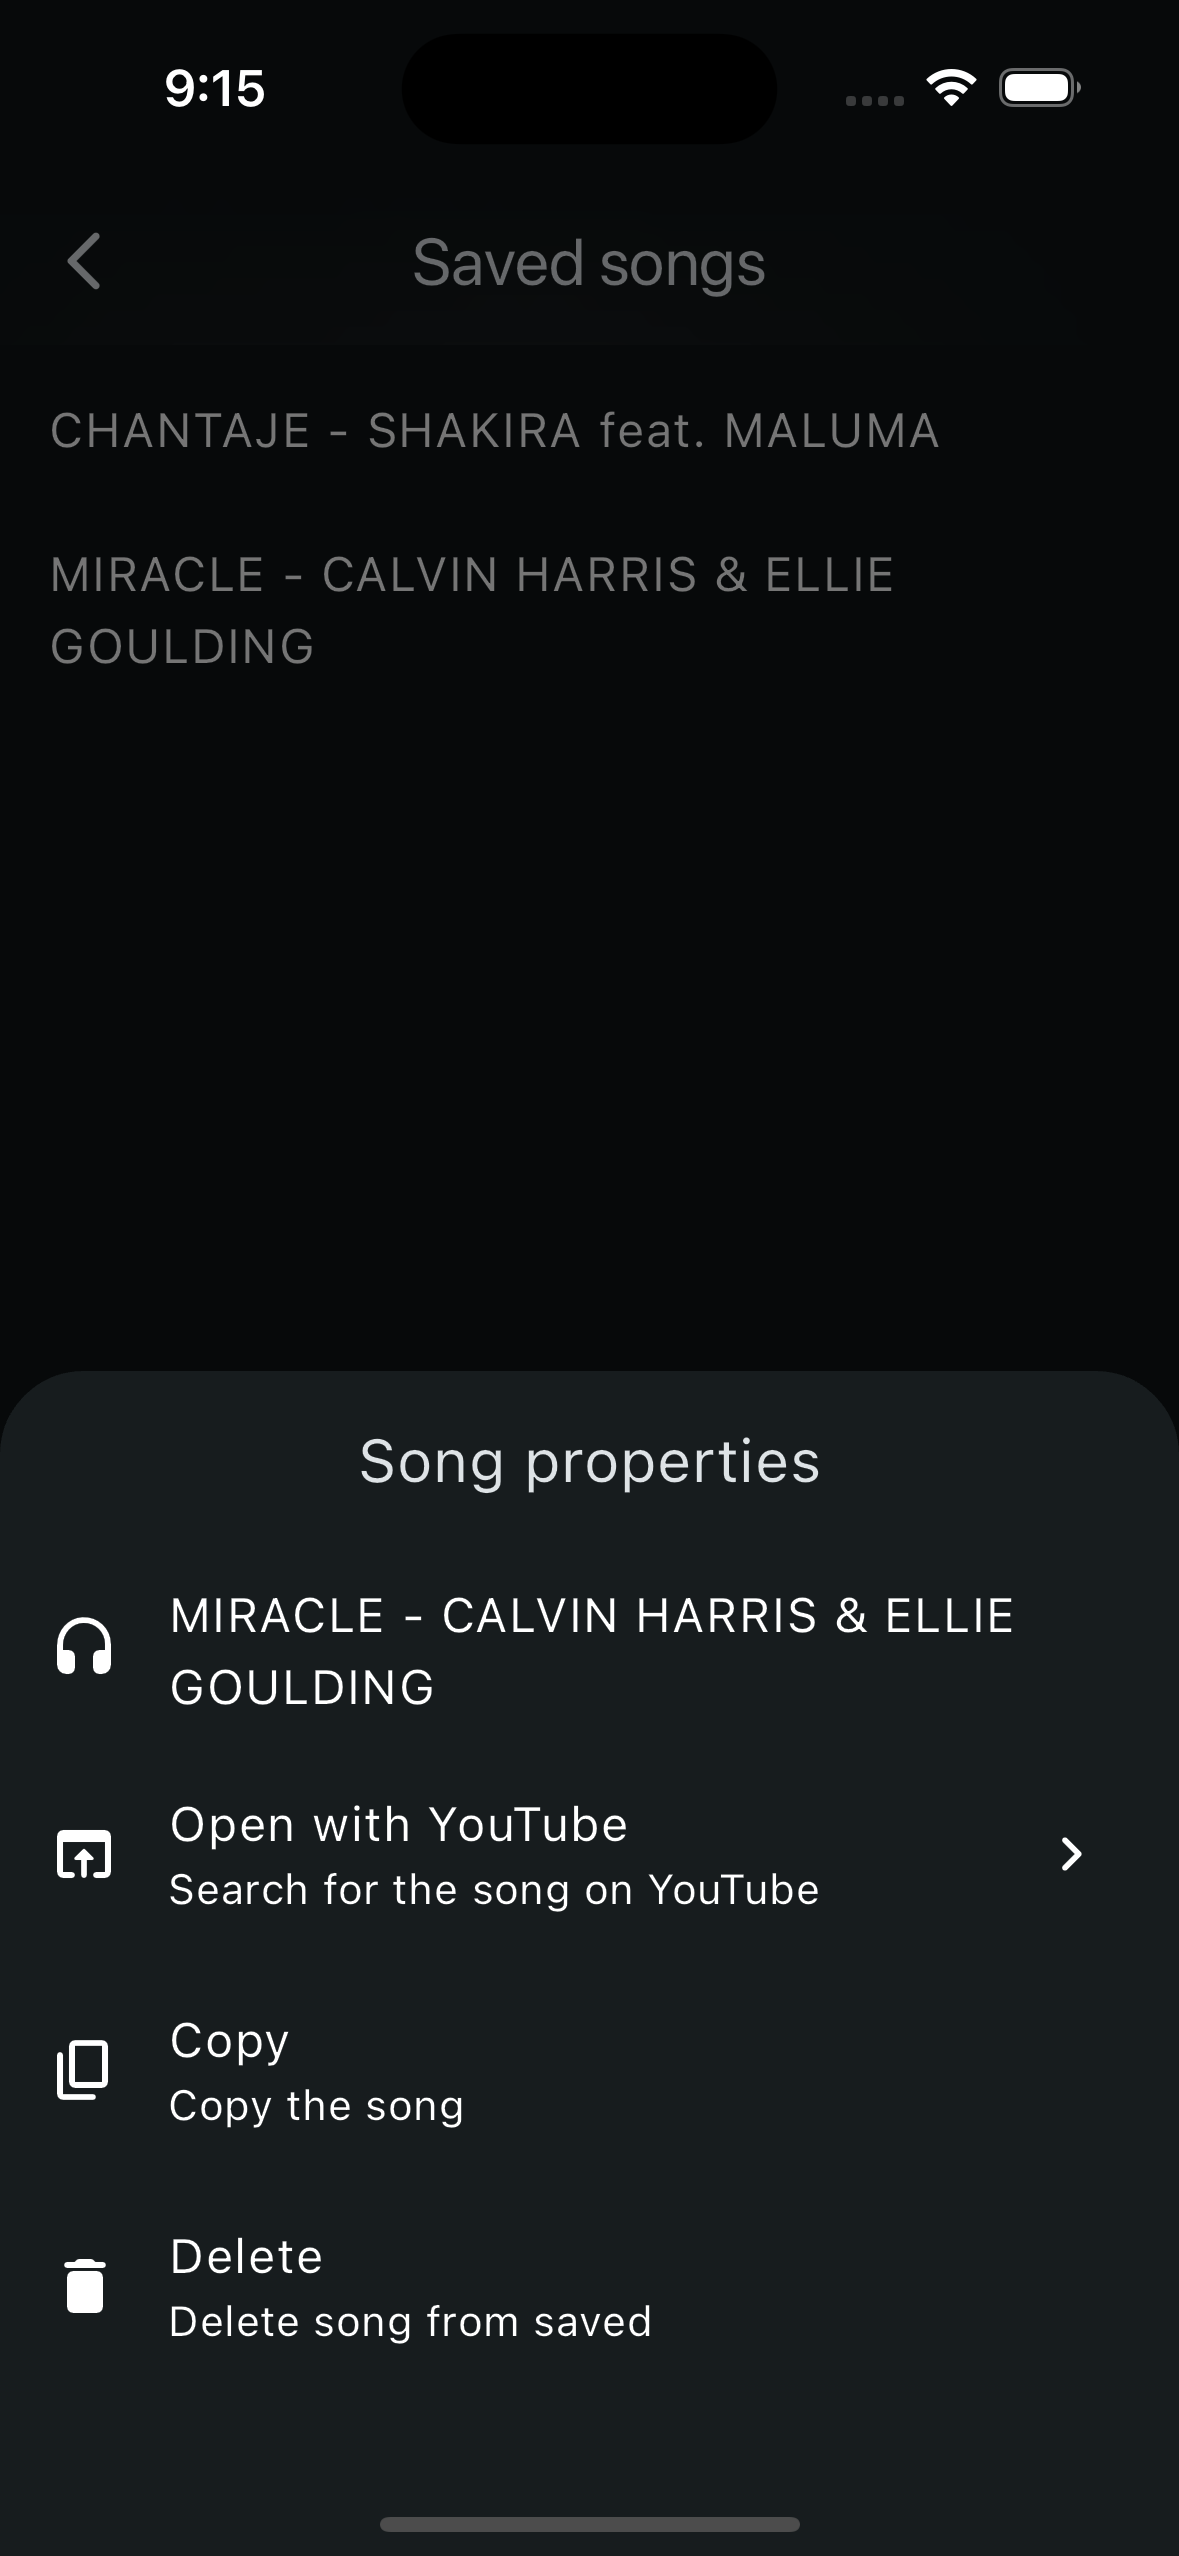 9:15
Saved songs
CHANTAJE - SHAKIRA feat. MALUMA
MIRACLE - CALVIN HARRIS & ELLIE
GOULDING
Song properties
MIRACLE - CALVIN HARRIS & ELLIE
GOULDING
Open with YouTube
Search for the song on YouTube
Copy
Copy the song
Delete
Delete song from saved